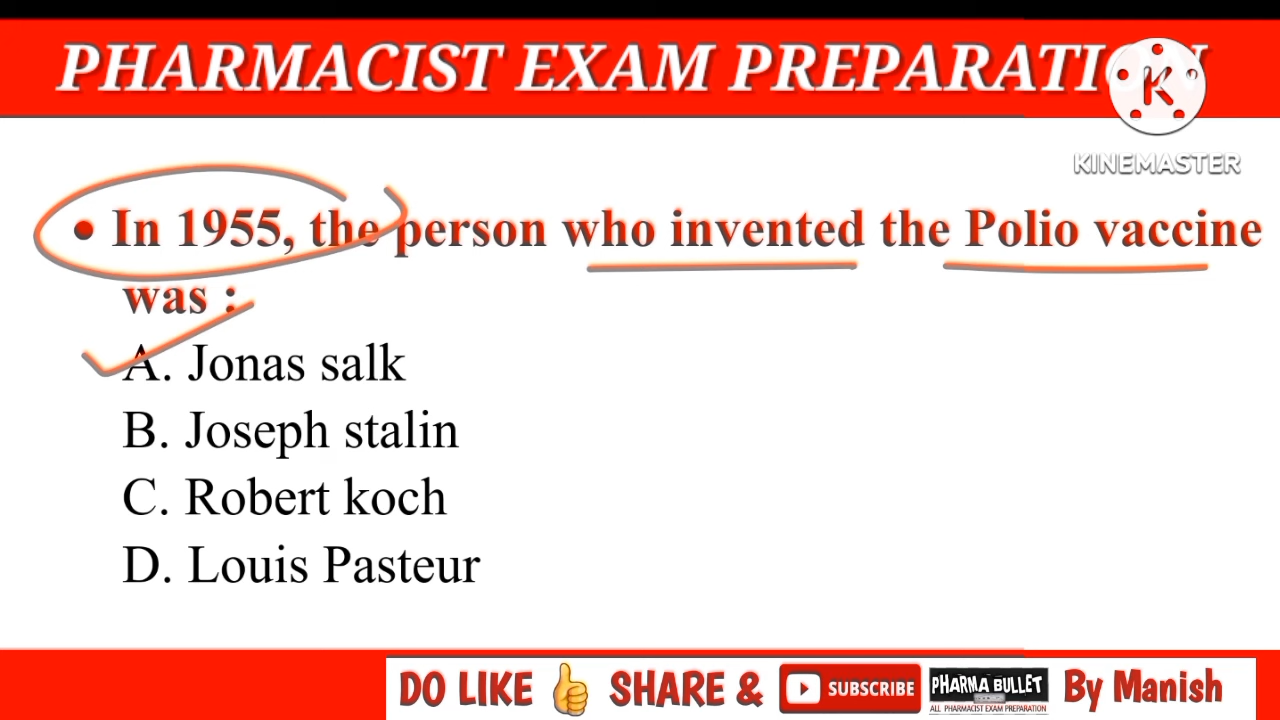 PHARMACIST EXAM PREPARATION
K
KINEMASTER
• In 1955, the person who invented the Polio vaccine
was :
A. Jonas salk
B. Joseph stalin
C. Robert koch
D. Louis Pasteur
DO LIKE SHARE & SUBSCRIBE PHARMA BULLET By Manish
ALL PHARMACIST EXAM PREPARATION